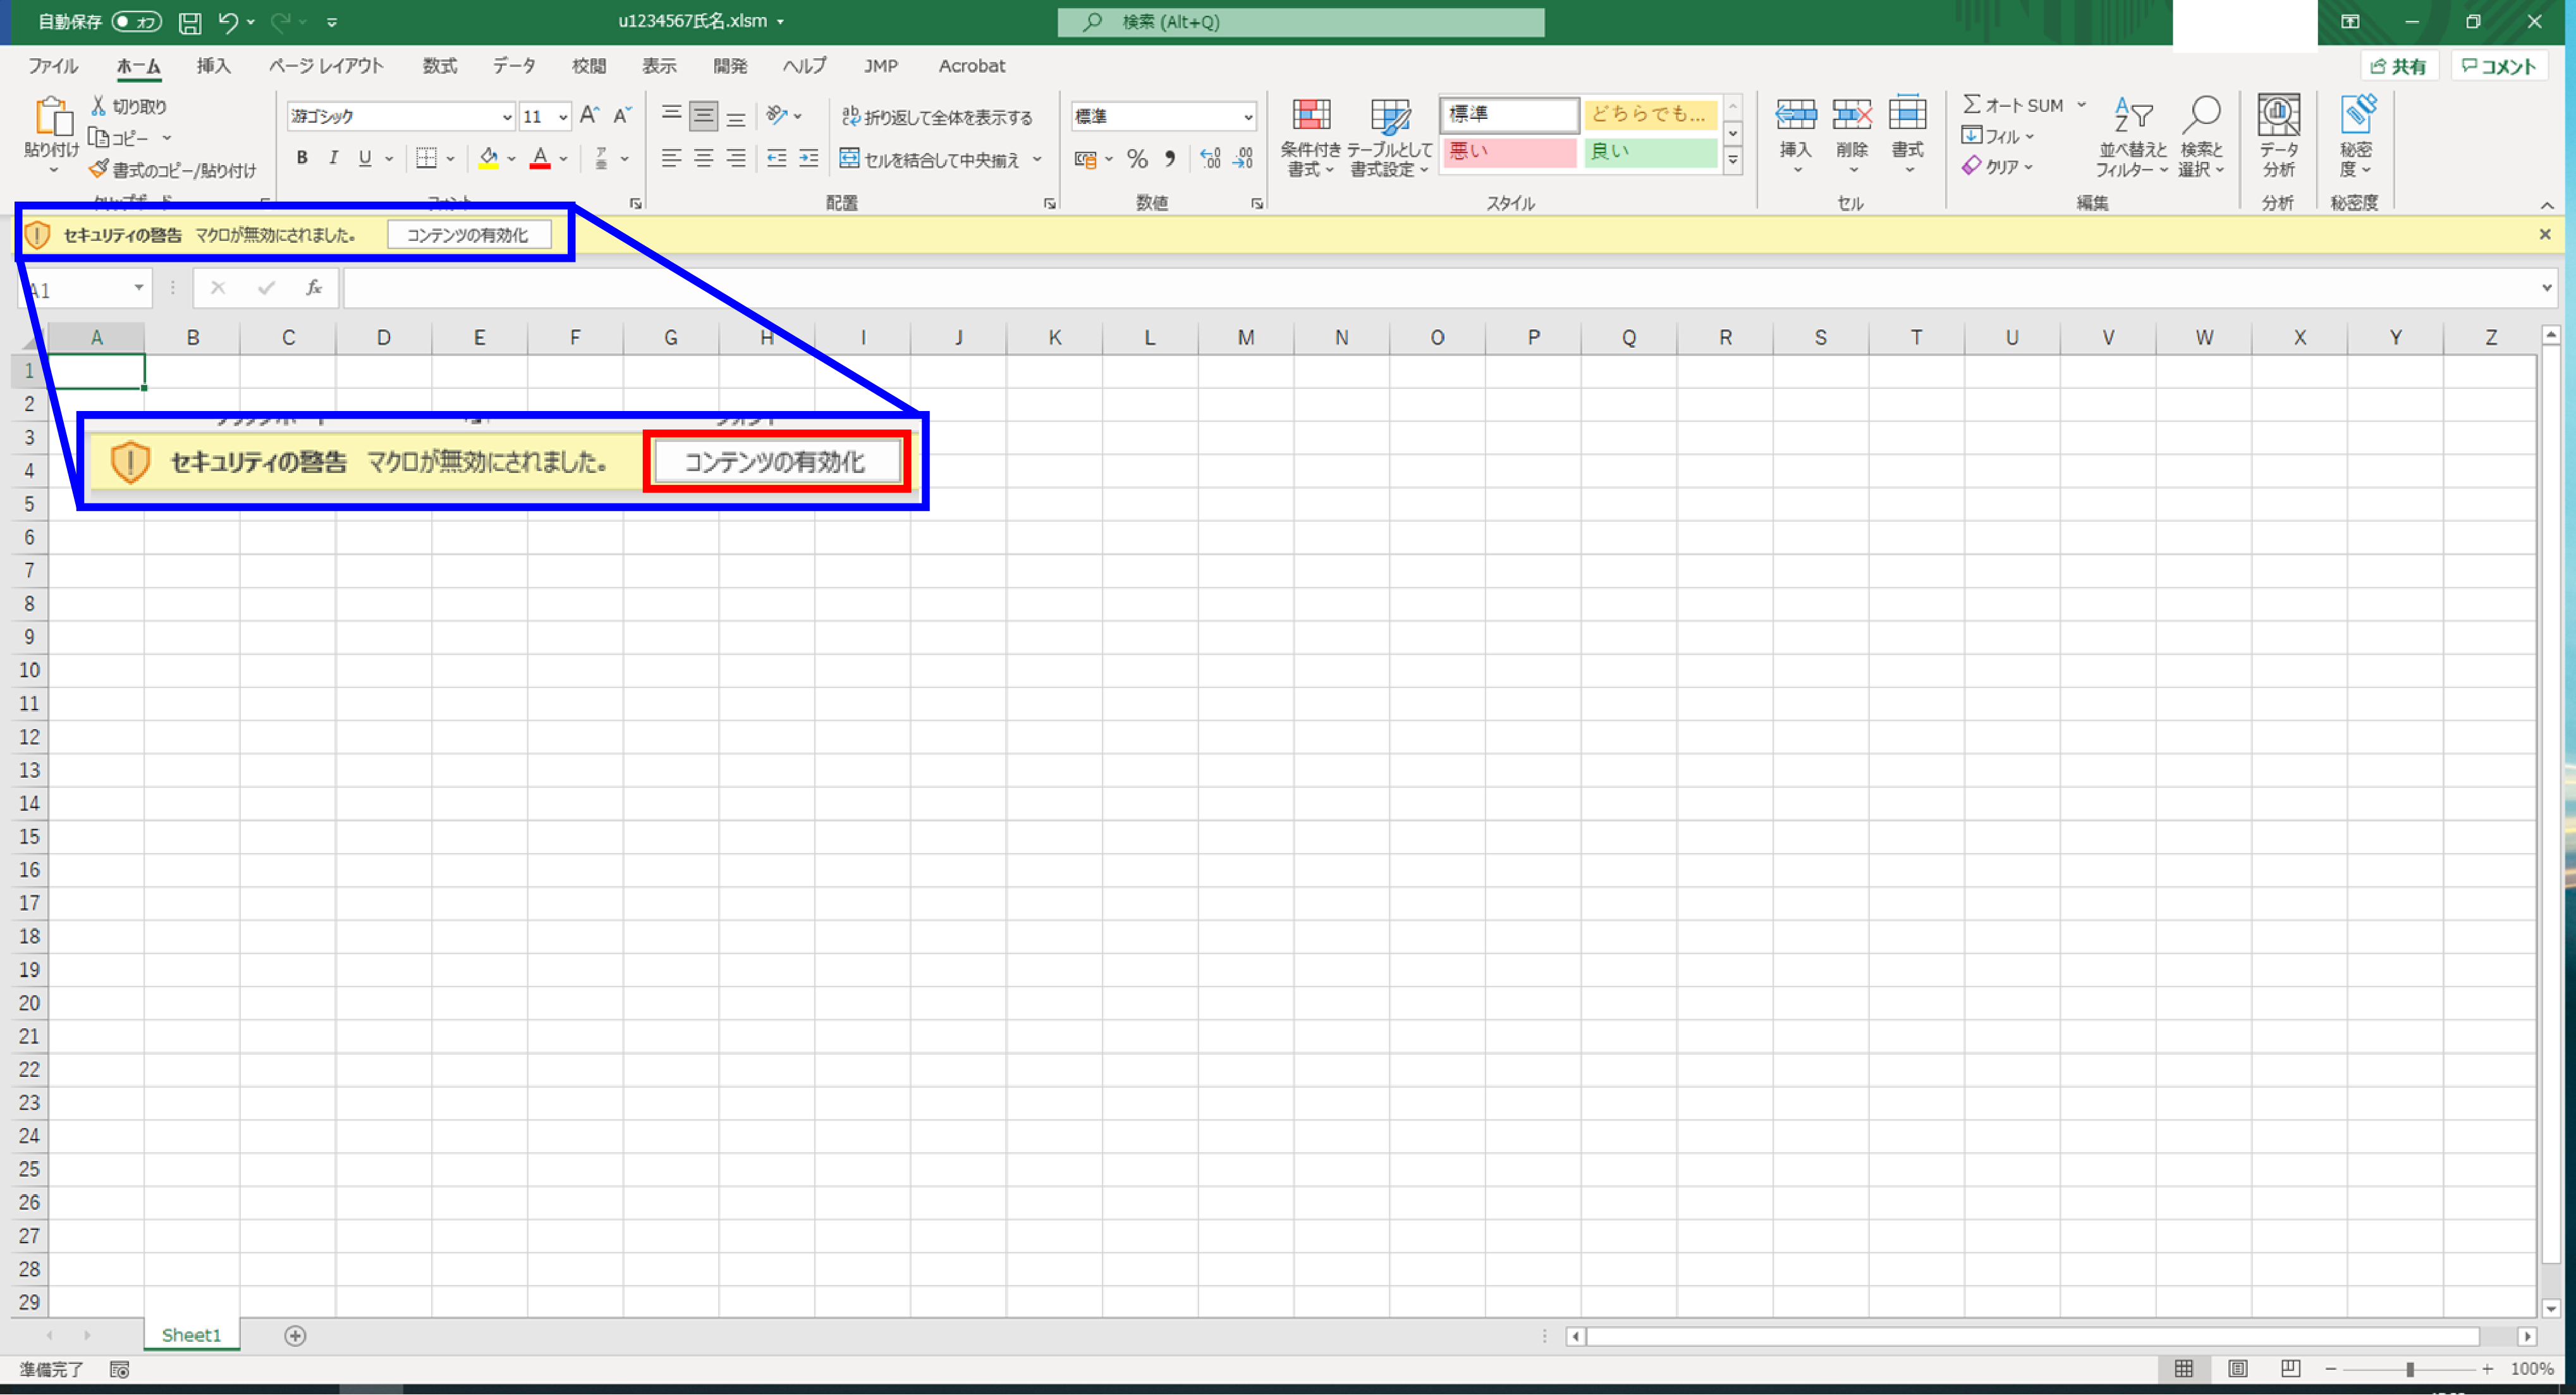 自動保存 オフ
u1234567氏名.xlsm
検索 (Alt+Q)
ファイル ホーム 挿入 ページ レイアウト 数式 データ 校閲 表示 開発 ヘルプ JMP Acrobat 共有 コメント
貼り付け
切り取り
コピー
書式のコピー/貼り付け
游ゴシック 11
B I U
折り返して全体を表示する
セルを結合して中央揃え
標準
条件付き書式
テーブルとして書式設定
標準 どちらでも...
悪い 良い
挿入 削除 書式
オート SUM
フィル
クリア
並べ替えとフィルター
検索と選択
データ分析
秘密度
クリップボード フォント 配置 数値 スタイル セル 編集 分析 秘密度
セキュリティの警告 マクロが無効にされました。 コンテンツの有効化
A1 fx
A B C D E F G H I J K L M N O P Q R S T U V W X Y Z
1
2
3
セキュリティの警告 マクロが無効にされました。 コンテンツの有効化
4
5
6
7
8
9
10
11
12
13
14
15
16
17
18
19
20
21
22
23
24
25
26
27
28
29
Sheet1
準備完了
100%